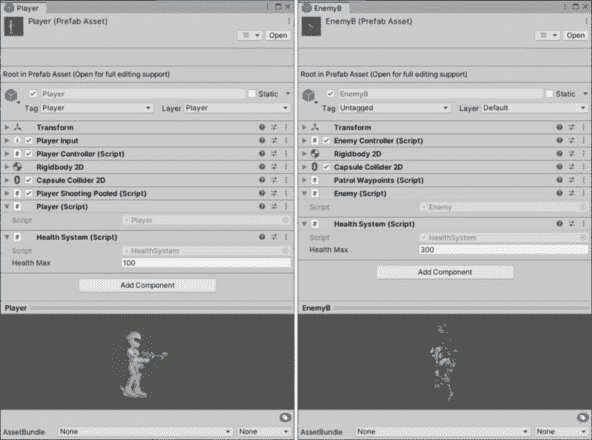 Player
Player (Prefab Asset)
Open
Root in Prefab Asset (Open for full editing support)
Player
Static
Tag Player
Layer Player
Transform
Player Input
Player Controller (Script)
Rigidbody 2D
Capsule Collider 2D
Player Shooting Pooled (Script)
Player (Script)
Script
Player
Health System (Script)
Script
HealthSystem
Health Max
100
Add Component
Player
AssetBundle
None
None
EnemyB
EnemyB (Prefab Asset)
Open
Root in Prefab Asset (Open for full editing support)
EnemyB
Static
Tag Untagged
Layer Default
Transform
Enemy Controller (Script)
Rigidbody 2D
Capsule Collider 2D
Patrol Waypoints (Script)
Enemy (Script)
Script
Enemy
Health System (Script)
Script
HealthSystem
Health Max
300
Add Component
EnemyB
AssetBundle
None
None